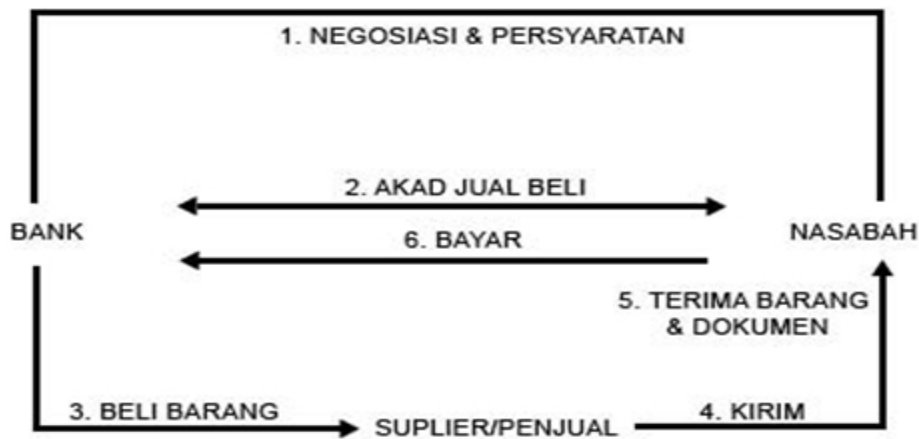 1. NEGOSIASI & PERSYARATAN
2. AKAD JUAL BELI
BANK
NASABAH
6. BAYAR
5. TERIMA BARANG
& DOKUMEN
3. BELI BARANG
SUPLIER/PENJUAL
4. KIRIM